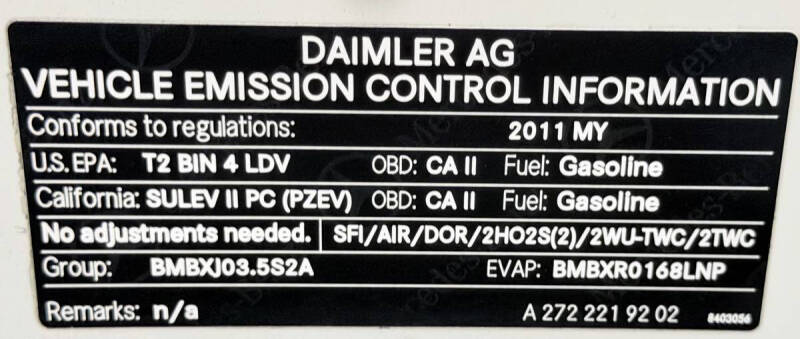 DAIMLER AG
VEHICLE EMISSION CONTROL INFORMATION
Conforms to regulations: 2011 MY
U.S. EPA: T2 BIN 4 LDV OBD: CA II Fuel: Gasoline
California: SULEV II PC (PZEV) OBD: CA II Fuel: Gasoline
No adjustments needed. SFI/AIR/DOR/2HO2S(2)/2WU-TWC/2TWC
Group: BMBXJ03.5S2A EVAP: BMBXR0168LNP
Remarks: n/a A 272 221 92 02 8403056